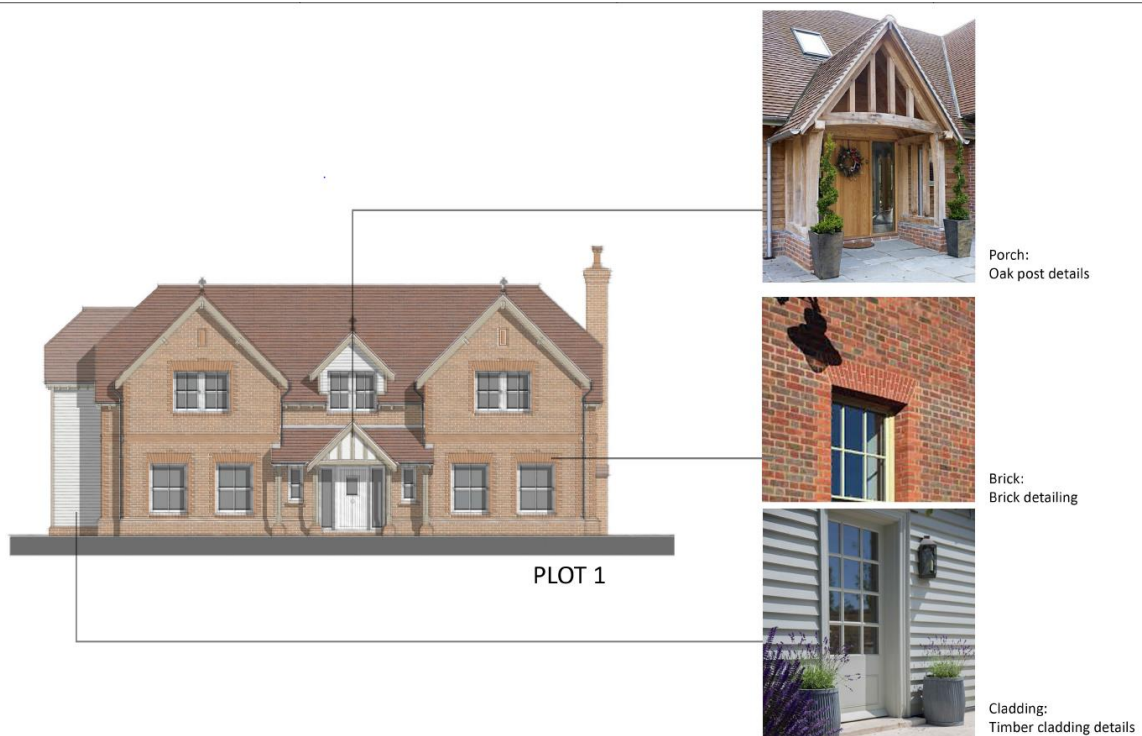 Porch:
Oak post details
Brick:
Brick detailing
PLOT 1
Cladding:
Timber cladding details